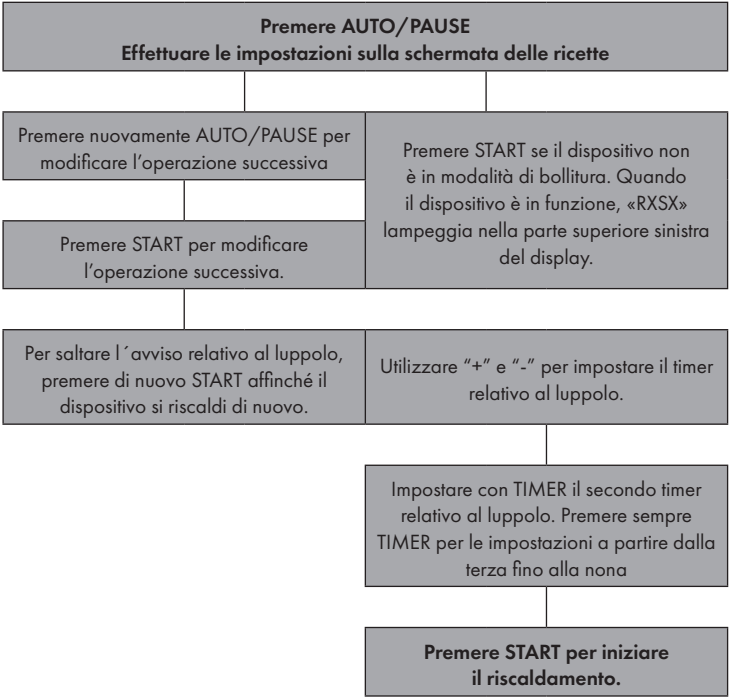 Premere AUTO/PAUSE
Effettuare le impostazioni sulla schermata delle ricette
Premere nuovamente AUTO/PAUSE per
modificare l'operazione successiva
Premere START se il dispositivo non
è in modalità di bollitura. Quando
il dispositivo è in funzione, «RXSX»
lampeggia nella parte superiore sinistra
del display.
Premere START per modificare
l'operazione successiva.
Per saltare l´avviso relativo al luppolo,
premere di nuovo START affinché il
dispositivo si riscaldi di nuovo.
Utilizzare “+” e “-” per impostare il timer
relativo al luppolo.
Impostare con TIMER il secondo timer
relativo al luppolo. Premere sempre
TIMER per le impostazioni a partire dalla
terza fino alla nona
Premere START per iniziare
il riscaldamento.